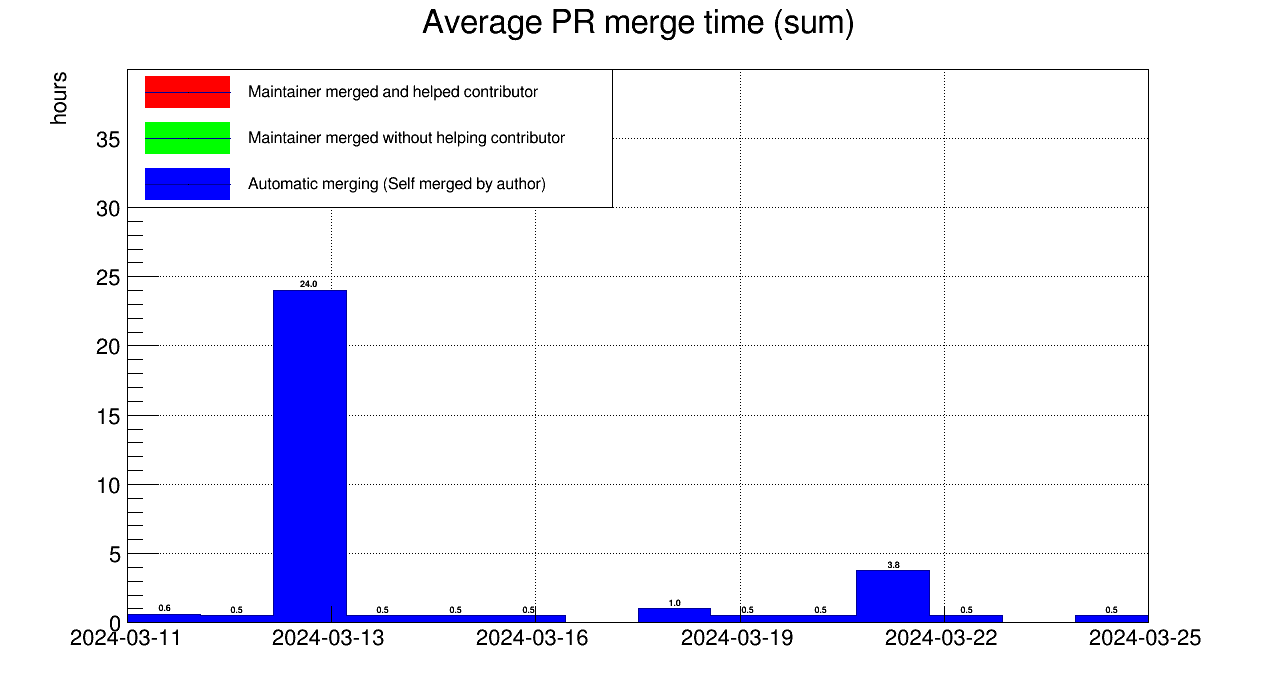 Average PR merge time (sum)
hours
Maintainer merged and helped contributor
Maintainer merged without helping contributor
Automatic merging (Self merged by author)
35
30
25
20
15
10
5
0
24.0
3.8
1.0
0.6 0.5 0.5 0.5 0.5 0.5 0.5 0.5 0.5
2024-03-11 2024-03-13 2024-03-16 2024-03-19 2024-03-22 2024-03-25